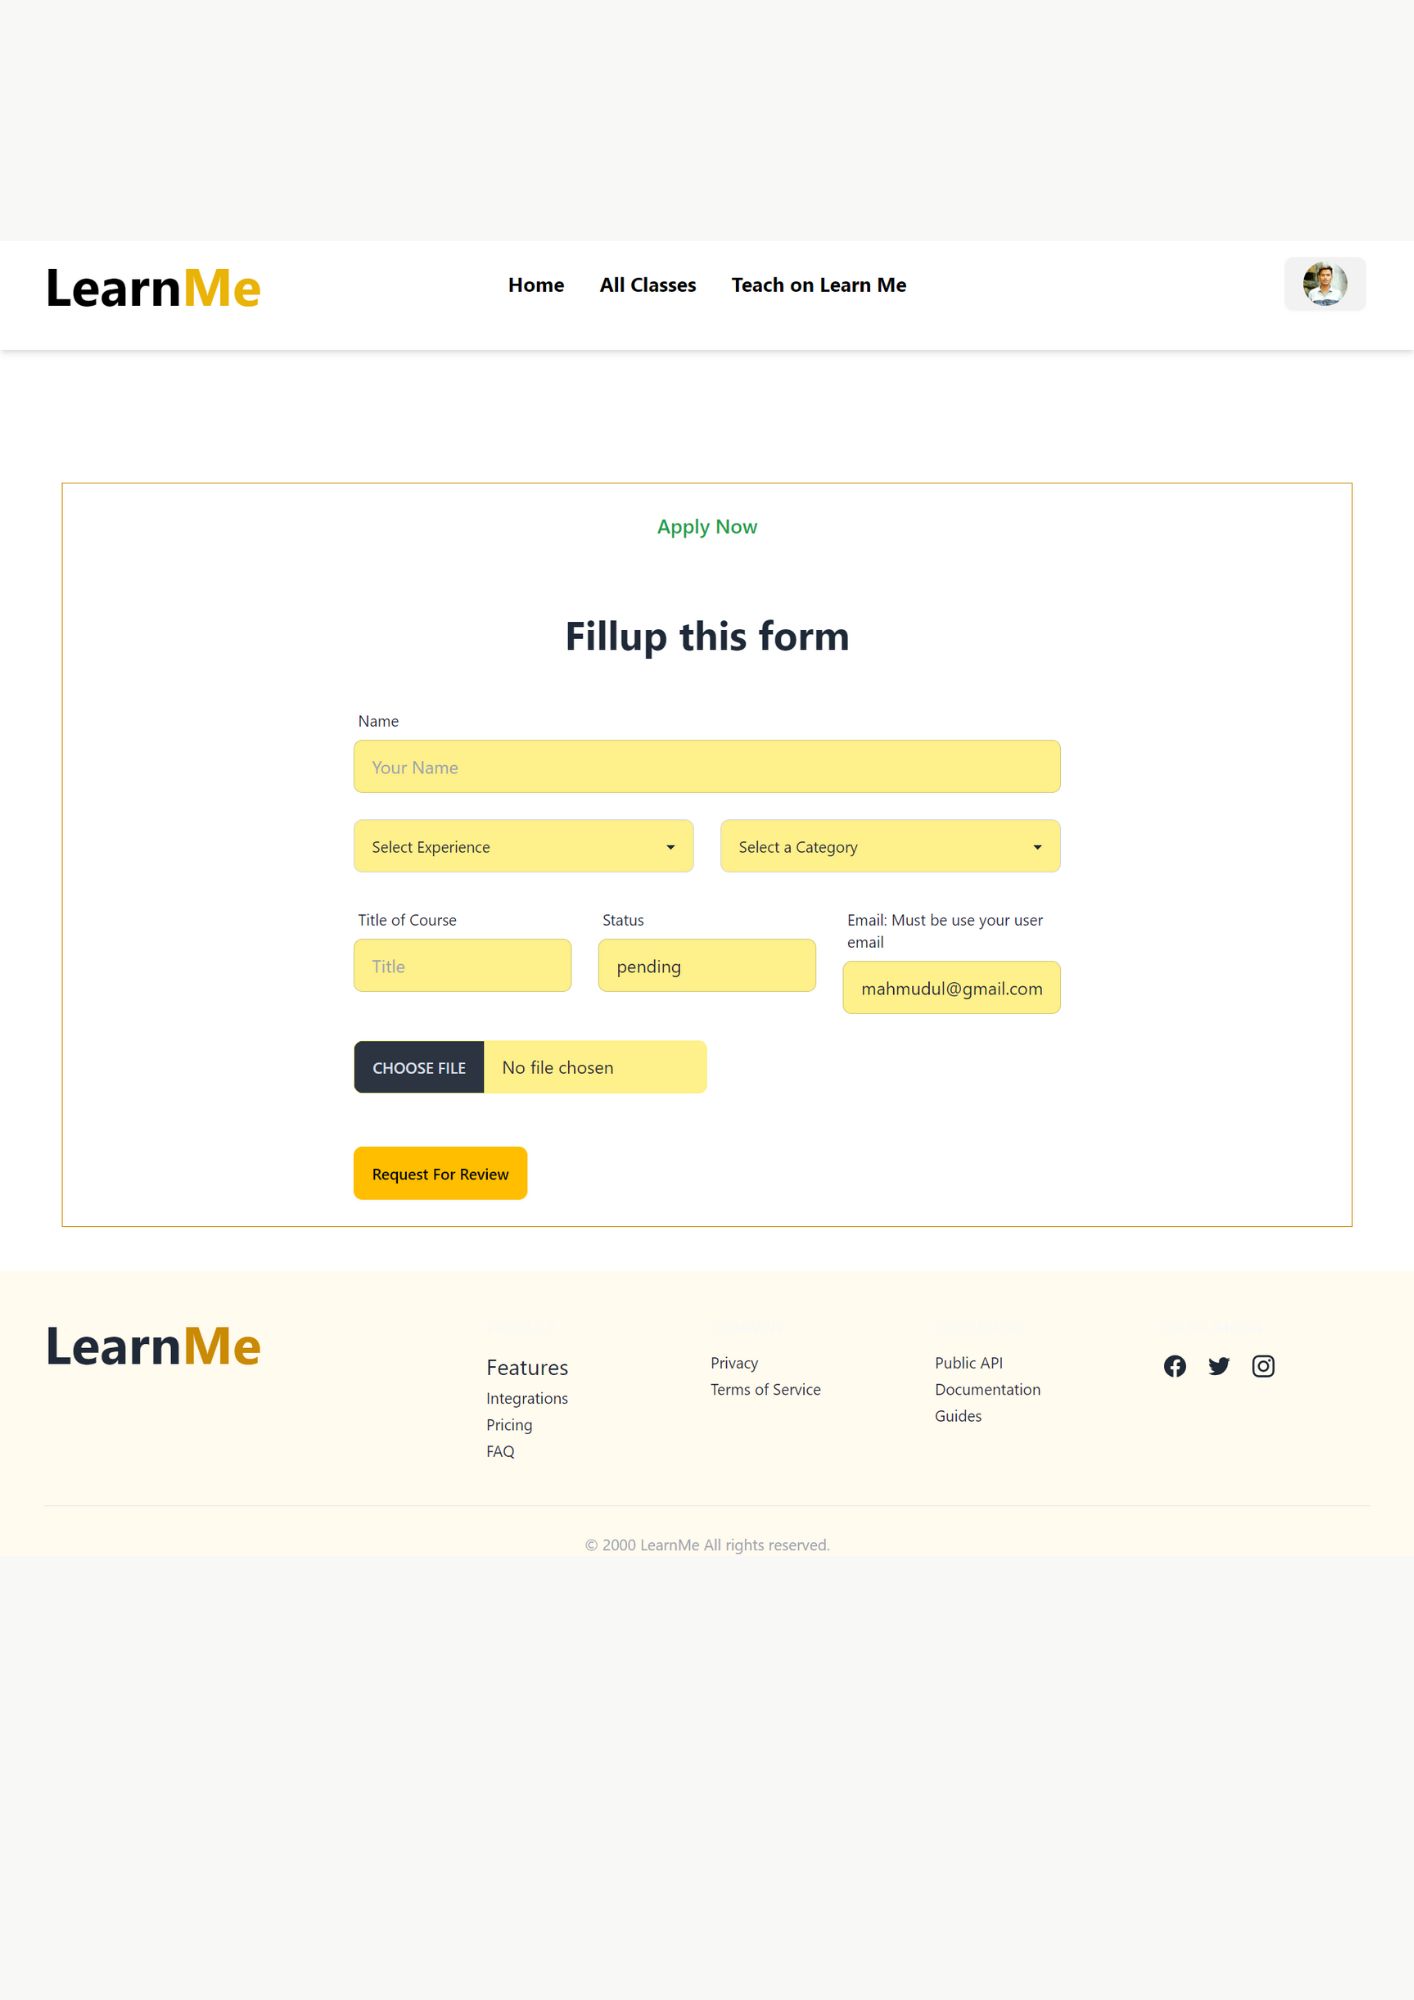 LearnMe
Home All Classes Teach on Learn Me
Apply Now
Fillup this form
Name
Your Name
Select Experience Select a Category
Title of Course Status Email: Must be use your user
email
Title pending mahmudul@gmail.com
CHOOSE FILE No file chosen
Request For Review
LearnMe
Features
Integrations
Pricing
FAQ
Privacy
Terms of Service
Public API
Documentation
Guides
© 2000 LearnMe All rights reserved.